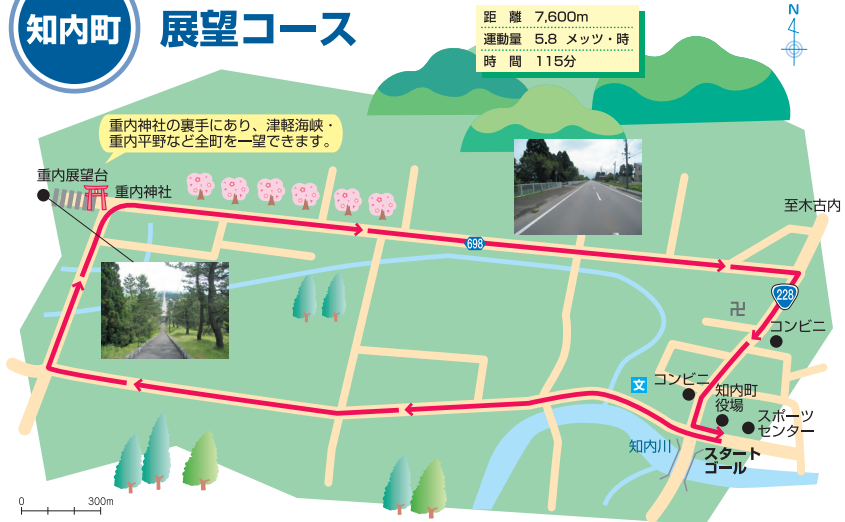 知内町
展望コース
距 離 7,600m
運動量 5.8 メッツ・時
時 間 115分
N
重内神社の裏手にあり、津軽海峡・
重内平野など全町を一望できます。
重内展望台
重内神社
至木古内
698
228
コンビニ
文
コンビニ
知内町
役場
スポーツ
センター
知内川
スタート
ゴール
0 300m